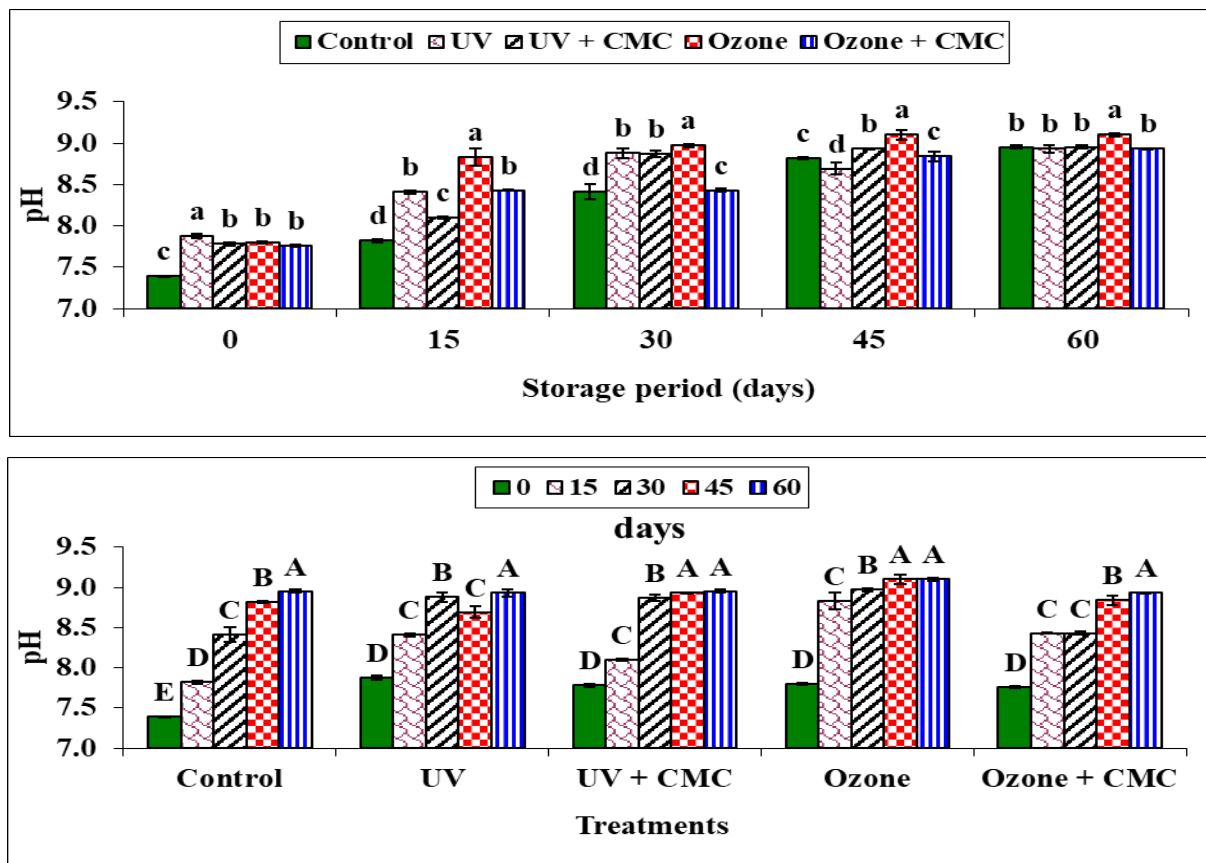 Control UV UV + CMC Ozone Ozone + CMC
9.5
9.0
8.5
8.0
7.5
7.0
pH
c a b b b
d b c a b
d b b a c
c d b a c
b b b a b
0 15 30 45 60
Storage period (days)
0 15 30 45 60
days
9.5
9.0
8.5
8.0
7.5
7.0
pH
E D C B A
D C B C A
D C B A A
D C B A A
D C C B A
Control UV UV + CMC Ozone Ozone + CMC
Treatments